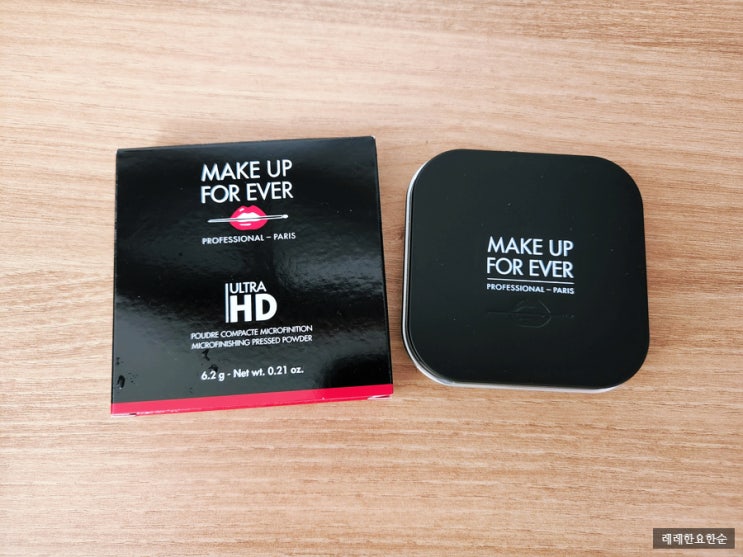 MAKE UP
FOR EVER
PROFESSIONAL – PARIS
ULTRA
HD
POUDRE COMPACTE MICROFINITION
MICROFINISHING PRESSED POWDER
6.2 g - Net wt. 0.21 oz.
MAKE UP
FOR EVER
PROFESSIONAL – PARIS
레레한요한순